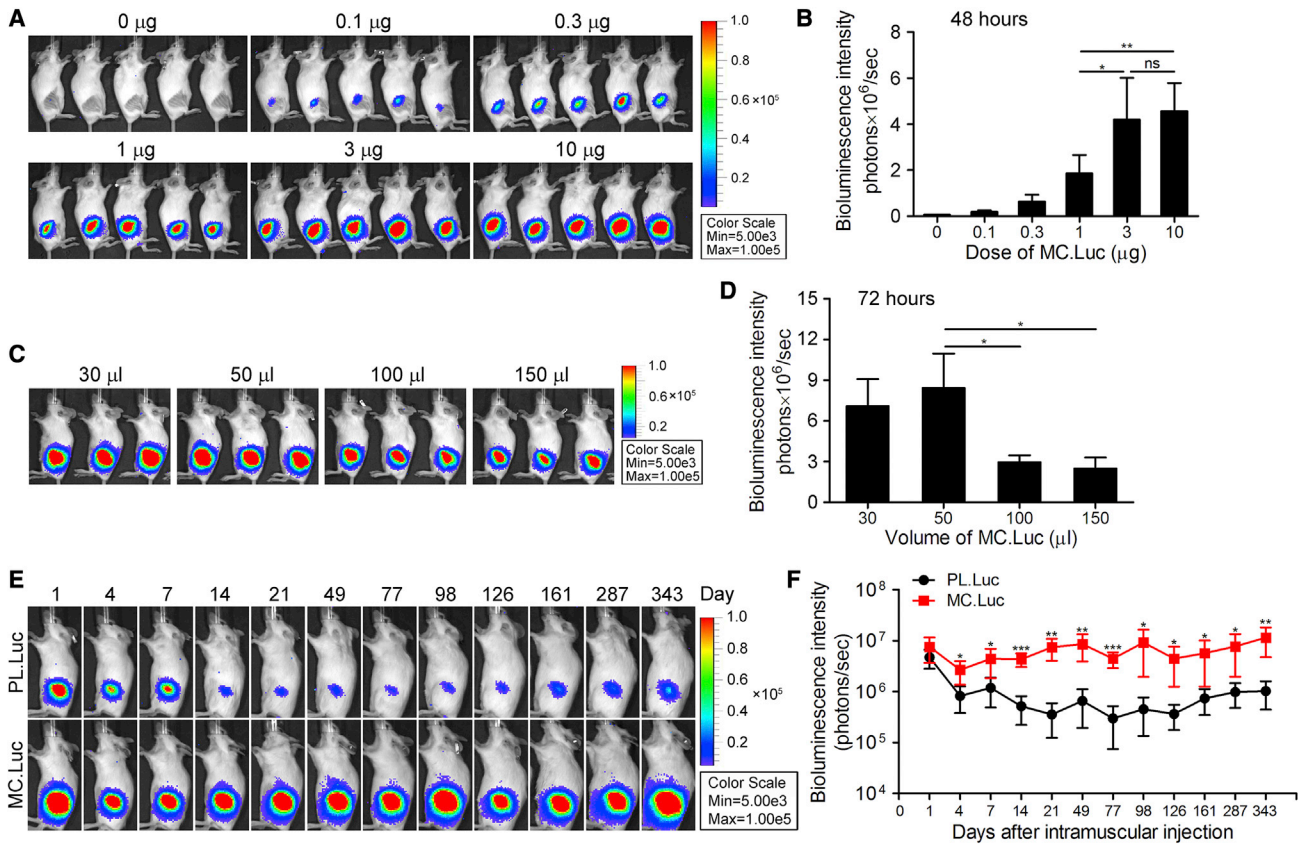 A
0 μg
0.1 μg
0.3 μg
1 μg
3 μg
10 μg
1.0
0.8
0.6 ×10⁵
0.4
0.2
Color Scale
Min=5.00e3
Max=1.00e5
B
48 hours
Bioluminescence intensity
photons×10⁶/sec
8
6
4
2
0
**
*
ns
0
0.1
0.3
1
3
10
Dose of MC.Luc (μg)
C
30 μl
50 μl
100 μl
150 μl
1.0
0.6 ×10⁵
0.2
Color Scale
Min=5.00e3
Max=1.00e5
D
72 hours
Bioluminescence intensity
photons×10⁶/sec
15
12
9
6
3
0
*
*
30
50
100
150
Volume of MC.Luc (μl)
E
1 4 7 14 21 49 77 98 126 161 287 343 Day
PL.Luc
MC.Luc
1.0
0.8
0.6
×10⁵
0.4
0.2
Color Scale
Min=5.00e3
Max=1.00e5
F
PL.Luc
MC.Luc
Bioluminescence intensity
(photons/sec)
10⁸
10⁷
10⁶
10⁵
10⁴
* * *** ** ** *** * * * * **
0 1 4 7 14 21 49 77 98 126 161 287 343
Days after intramuscular injection